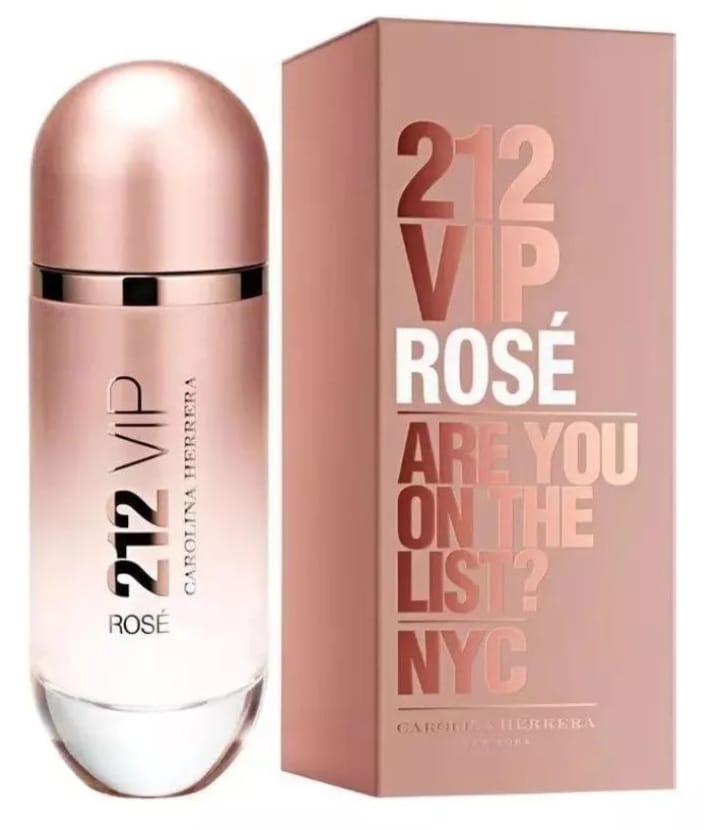 212 VIP
CAROLINA HERRERA
ROSÉ
212
VIP
ROSÉ
ARE YOU
ON THE
LIST?
NYC
CAROLINA HERRERA
NEW YORK